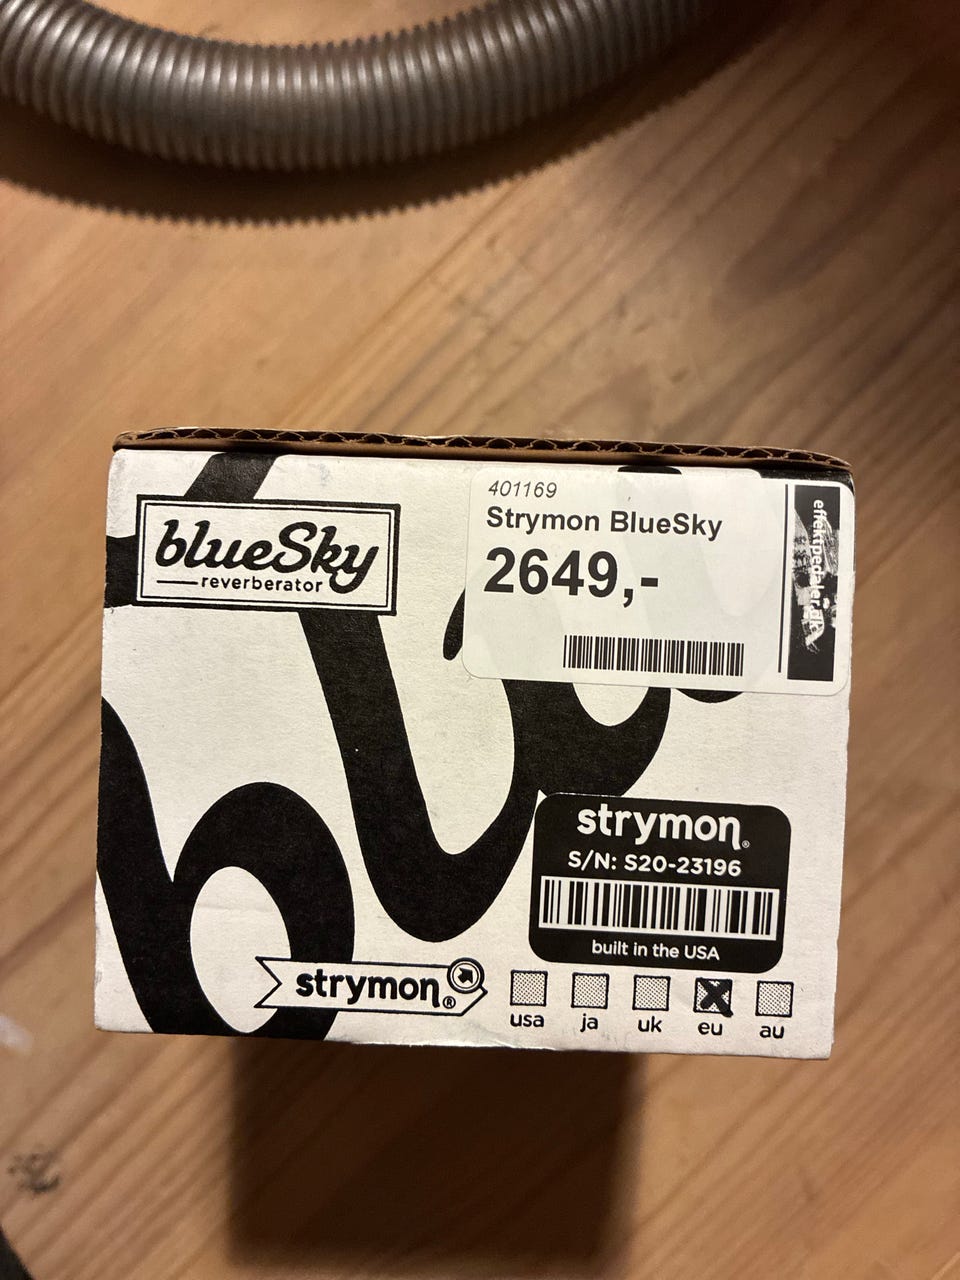 blueSky
reverberator
401169
Strymon BlueSky
2649,-
strymon®
S/N: S20-23196
built in the USA
strymon®
usa
ja
uk
eu
au